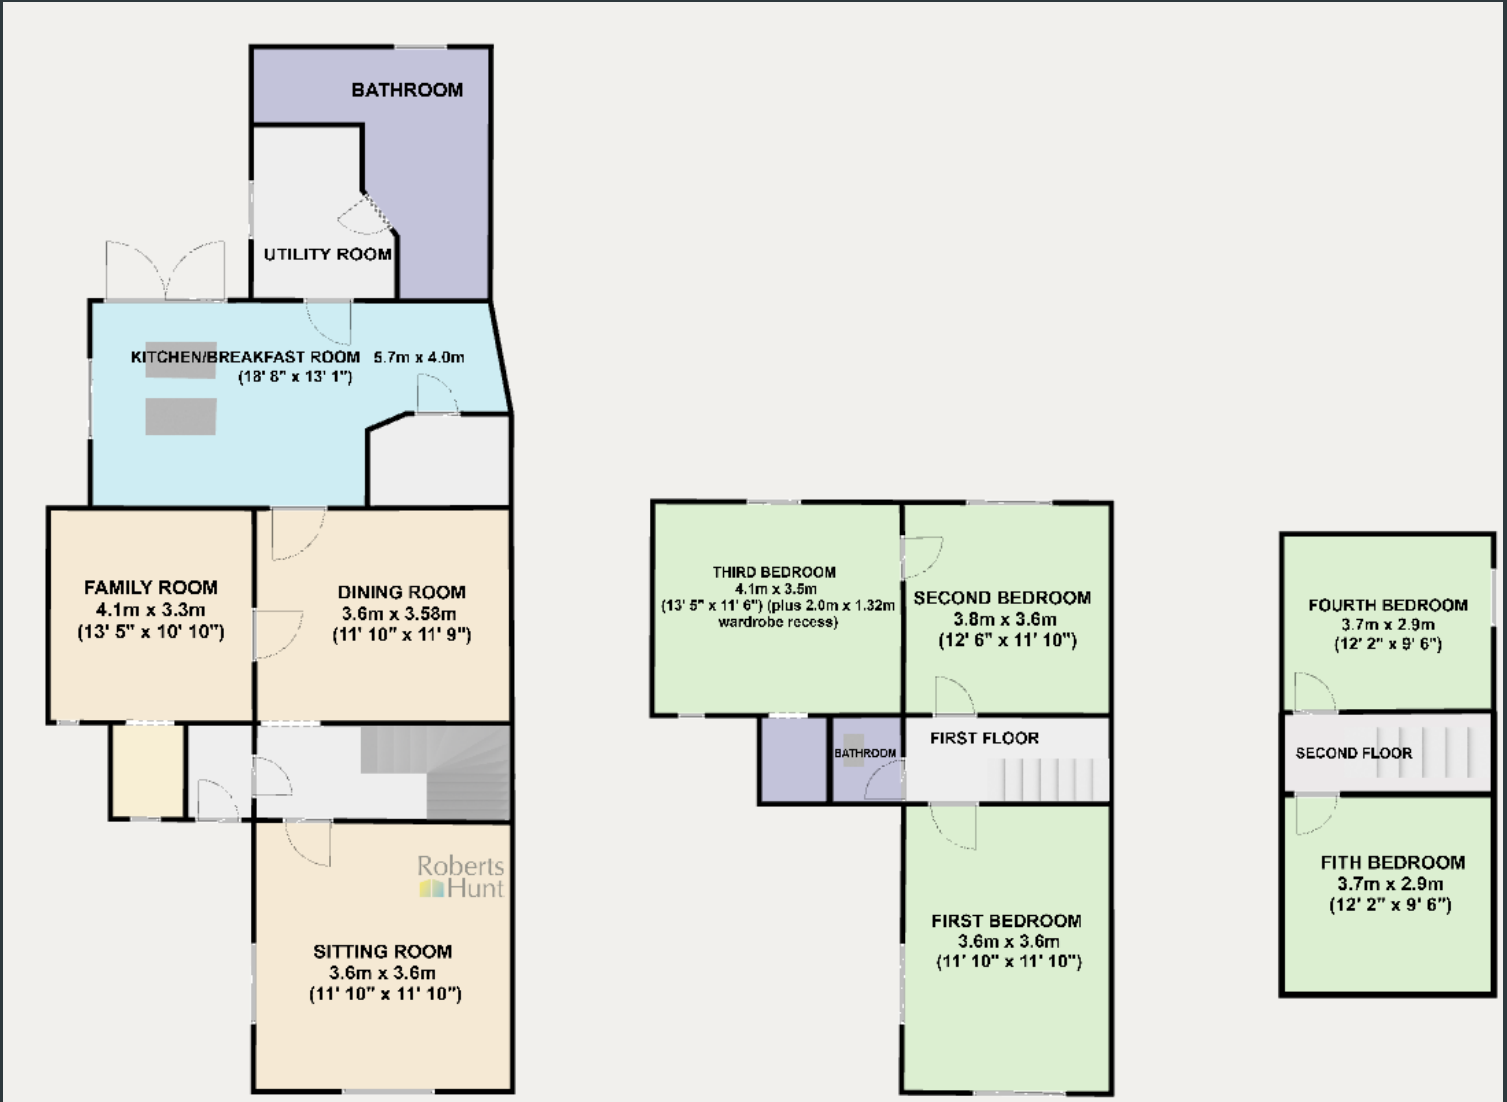 BATHROOM
UTILITY ROOM
KITCHEN/BREAKFAST ROOM 5.7m x 4.0m
(18' 8" x 13' 1")
FAMILY ROOM
4.1m x 3.3m
(13' 5" x 10' 10")
DINING ROOM
3.6m x 3.58m
(11' 10" x 11' 9")
Roberts
Hunt
SITTING ROOM
3.6m x 3.6m
(11' 10" x 11' 10")
THIRD BEDROOM
4.1m x 3.5m
(13' 5" x 11' 6") (plus 2.0m x 1.32m
wardrobe recess)
SECOND BEDROOM
3.8m x 3.6m
(12' 6" x 11' 10")
BATHROOM
FIRST FLOOR
FIRST BEDROOM
3.6m x 3.6m
(11' 10" x 11' 10")
FOURTH BEDROOM
3.7m x 2.9m
(12' 2" x 9' 6")
SECOND FLOOR
FITH BEDROOM
3.7m x 2.9m
(12' 2" x 9' 6")